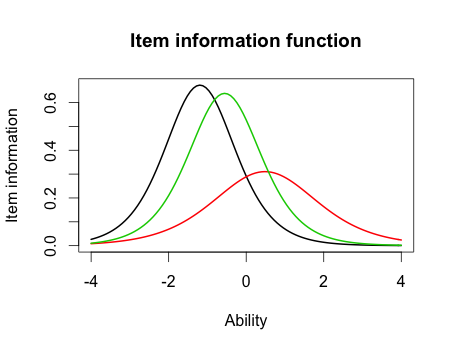 Item information function
Item information
0.6
0.4
0.2
0.0
-4 -2 0 2 4
Ability